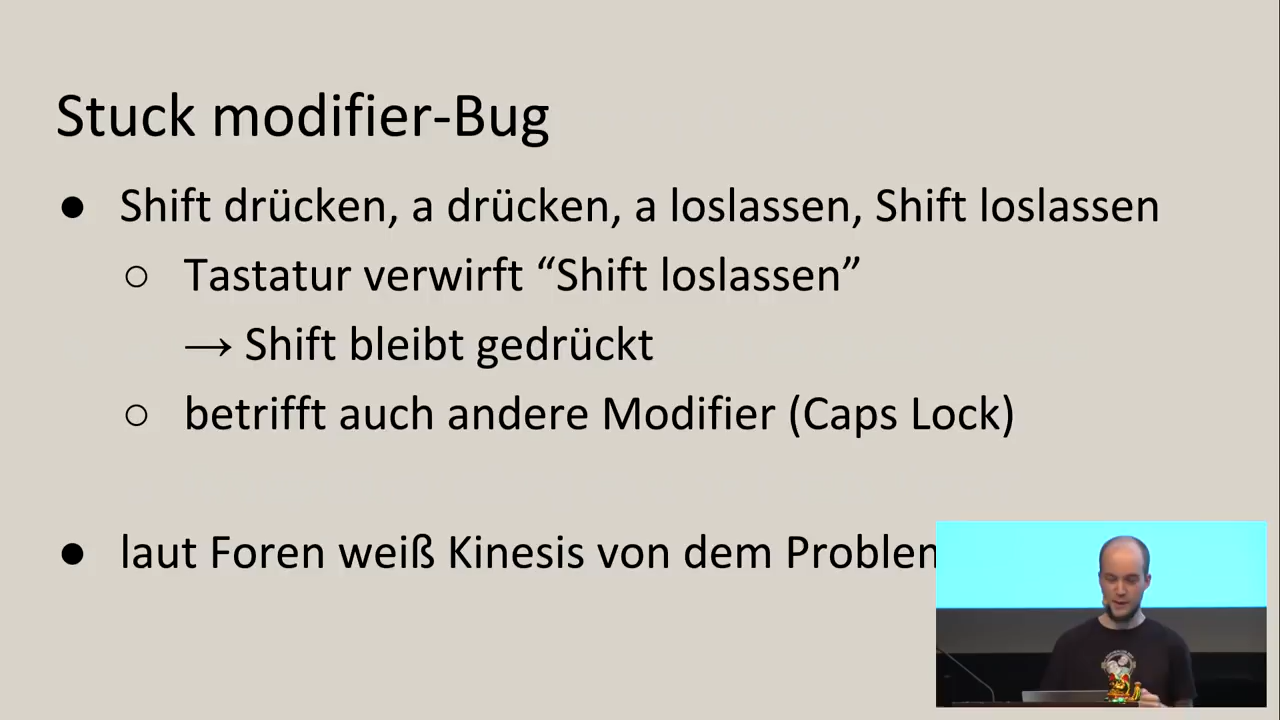 Stuck modifier-Bug
● Shift drücken, a drücken, a loslassen, Shift loslassen
○ Tastatur verwirft “Shift loslassen”
→ Shift bleibt gedrückt
○ betrifft auch andere Modifier (Caps Lock)
● laut Foren weiß Kinesis von dem